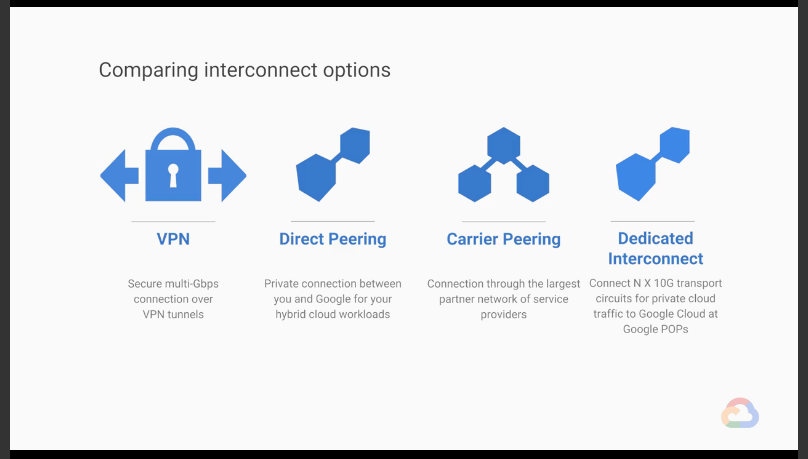 Comparing interconnect options
VPN
Secure multi-Gbps
connection over
VPN tunnels
Direct Peering
Private connection between
you and Google for your
hybrid cloud workloads
Carrier Peering
Connection through the largest
partner network of service
providers
Dedicated
Interconnect
Connect N X 10G transport
circuits for private cloud
traffic to Google Cloud at
Google POPs